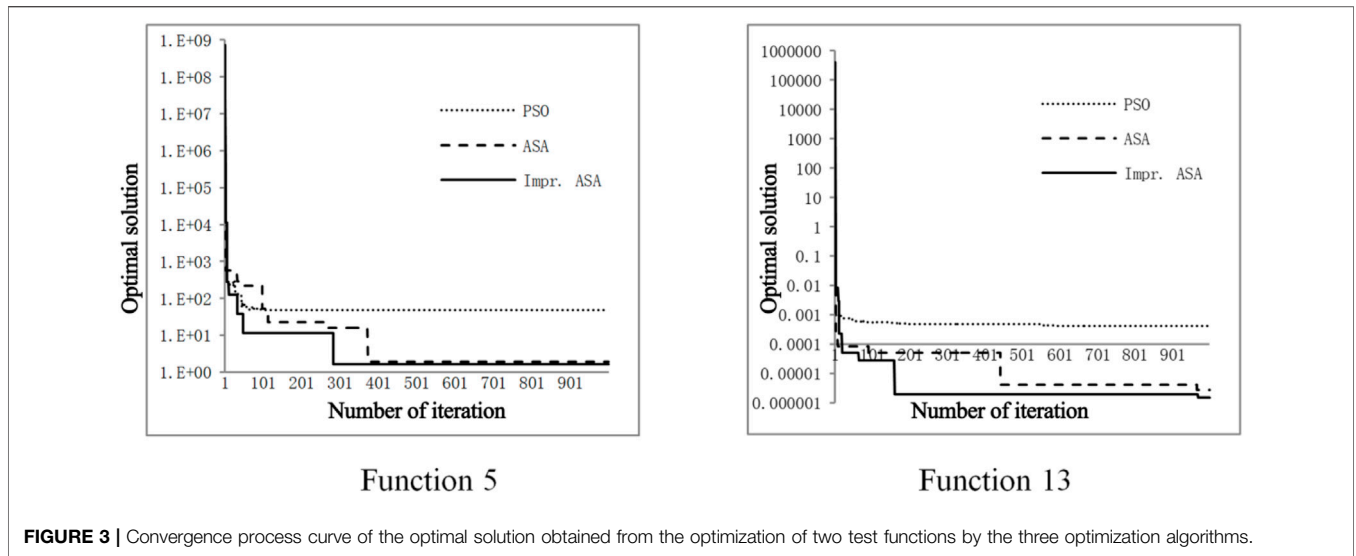 1.E+09
1.E+08
1.E+07
1.E+06
1.E+05
1.E+04
1.E+03
1.E+02
1.E+01
1.E+00
Optimal solution
PSO
ASA
Impr. ASA
1 101 201 301 401 501 601 701 801 901
Number of iteration
Function 5
1000000
100000
10000
1000
100
10
1
0.1
0.01
0.001
0.0001
0.00001
0.000001
Optimal solution
PSO
ASA
Impr. ASA
1 101 201 301 401 501 601 701 801 901
Number of iteration
Function 13
FIGURE 3 | Convergence process curve of the optimal solution obtained from the optimization of two test functions by the three optimization algorithms.